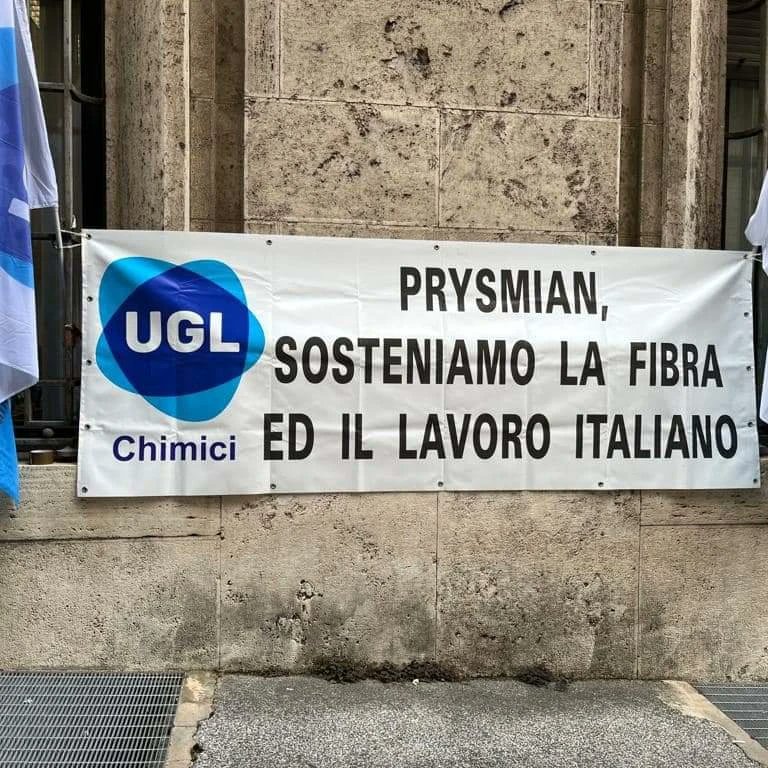 UGL
Chimici
PRYSMIAN,
SOSTENIAMO LA FIBRA
ED IL LAVORO ITALIANO